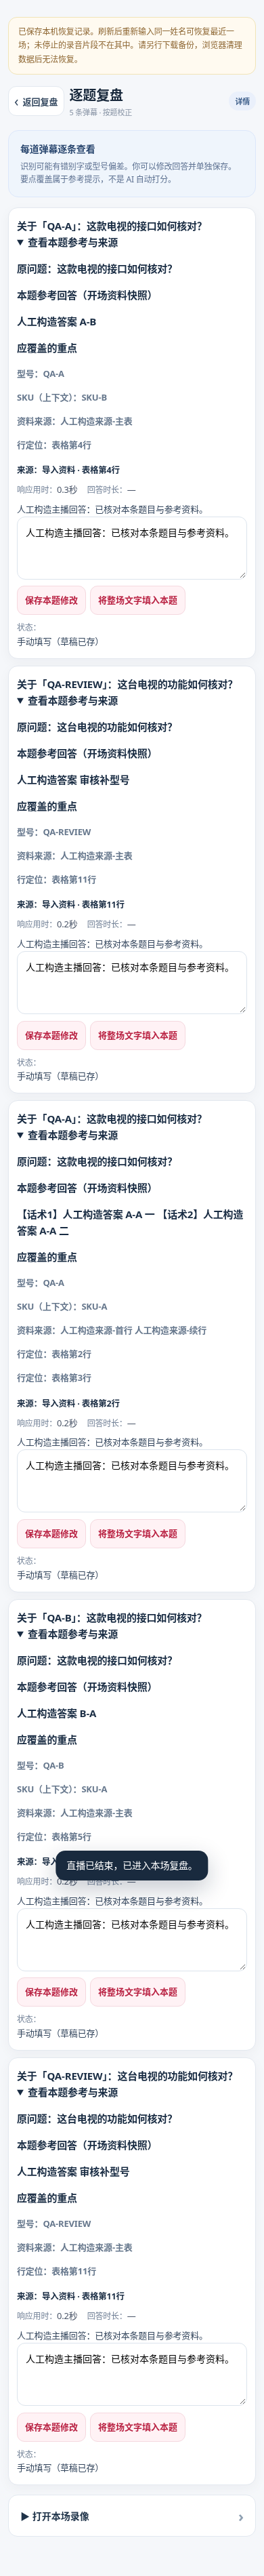 已保存本机恢复记录。刷新后重新输入同一姓名可恢复最近一
场；未停止的录音片段不在其中。请另行下载备份，浏览器清理
数据后无法恢复。
‹ 返回复盘
逐题复盘
5 条弹幕 · 按题校正
详情
每道弹幕逐条查看
识别可能有错别字或型号偏差。你可以修改回答并单独保存。
要点覆盖属于参考提示，不是 AI 自动打分。
关于「QA-A」：这款电视的接口如何核对？
▼ 查看本题参考与来源
原问题：这款电视的接口如何核对？
本题参考回答（开场资料快照）
人工构造答案 A-B
应覆盖的重点
型号：QA-A
SKU（上下文）：SKU-B
资料来源：人工构造来源-主表
行定位：表格第4行
来源：导入资料 · 表格第4行
响应用时：0.3秒 回答时长：—
人工构造主播回答：已核对本条题目与参考资料。
人工构造主播回答：已核对本条题目与参考资料。
保存本题修改 将整场文字填入本题
状态：
手动填写（草稿已存）
关于「QA-REVIEW」：这台电视的功能如何核对？
▼ 查看本题参考与来源
原问题：这台电视的功能如何核对？
本题参考回答（开场资料快照）
人工构造答案 审核补型号
应覆盖的重点
型号：QA-REVIEW
资料来源：人工构造来源-主表
行定位：表格第11行
来源：导入资料 · 表格第11行
响应用时：0.2秒 回答时长：—
人工构造主播回答：已核对本条题目与参考资料。
人工构造主播回答：已核对本条题目与参考资料。
保存本题修改 将整场文字填入本题
状态：
手动填写（草稿已存）
关于「QA-A」：这款电视的接口如何核对？
▼ 查看本题参考与来源
原问题：这款电视的接口如何核对？
本题参考回答（开场资料快照）
【话术1】人工构造答案 A-A 一 【话术2】人工构造
答案 A-A 二
应覆盖的重点
型号：QA-A
SKU（上下文）：SKU-A
资料来源：人工构造来源-首行 人工构造来源-续行
行定位：表格第2行
行定位：表格第3行
来源：导入资料 · 表格第2行
响应用时：0.2秒 回答时长：—
人工构造主播回答：已核对本条题目与参考资料。
人工构造主播回答：已核对本条题目与参考资料。
保存本题修改 将整场文字填入本题
状态：
手动填写（草稿已存）
关于「QA-B」：这款电视的接口如何核对？
▼ 查看本题参考与来源
原问题：这款电视的接口如何核对？
本题参考回答（开场资料快照）
人工构造答案 B-A
应覆盖的重点
型号：QA-B
SKU（上下文）：SKU-A
资料来源：人工构造来源-主表
行定位：表格第5行
来源：导入
直播已结束，已进入本场复盘。
响应用时：0.2秒 回答时长：—
人工构造主播回答：已核对本条题目与参考资料。
人工构造主播回答：已核对本条题目与参考资料。
保存本题修改 将整场文字填入本题
状态：
手动填写（草稿已存）
关于「QA-REVIEW」：这台电视的功能如何核对？
▼ 查看本题参考与来源
原问题：这台电视的功能如何核对？
本题参考回答（开场资料快照）
人工构造答案 审核补型号
应覆盖的重点
型号：QA-REVIEW
资料来源：人工构造来源-主表
行定位：表格第11行
来源：导入资料 · 表格第11行
响应用时：0.2秒 回答时长：—
人工构造主播回答：已核对本条题目与参考资料。
人工构造主播回答：已核对本条题目与参考资料。
保存本题修改 将整场文字填入本题
状态：
手动填写（草稿已存）
▶ 打开本场录像 ›